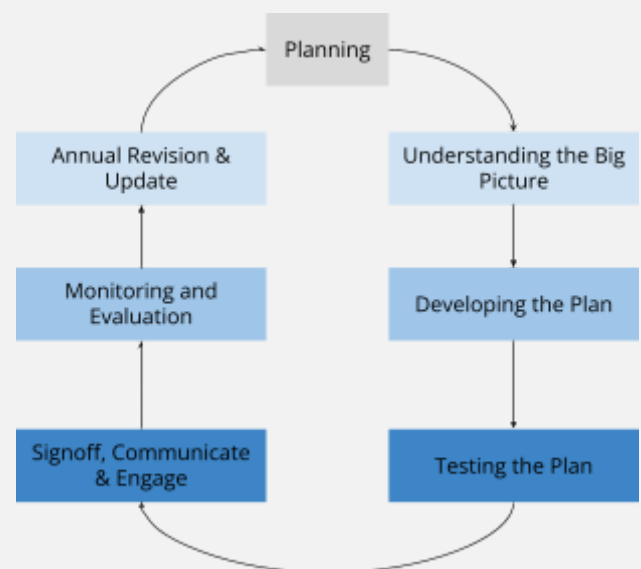 Planning
Understanding the Big
Picture
Developing the Plan
Testing the Plan
Signoff, Communicate
& Engage
Monitoring and
Evaluation
Annual Revision &
Update